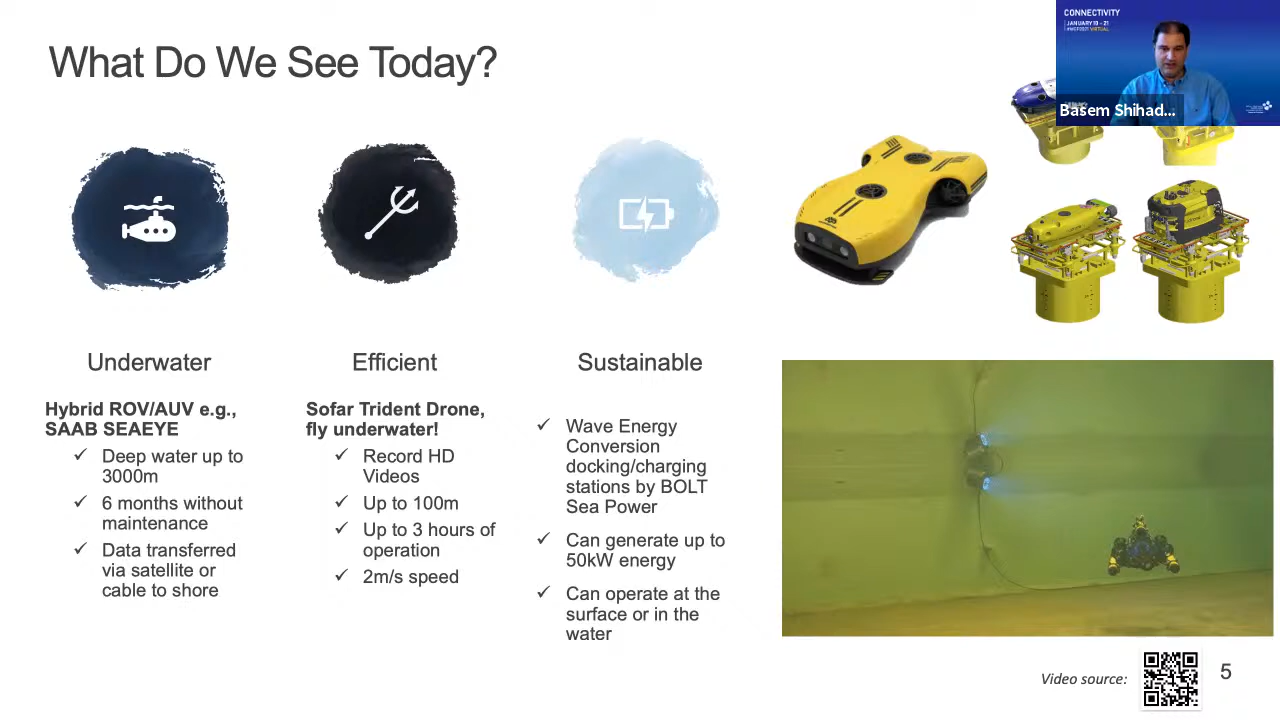 What Do We See Today?
CONNECTIVITY
JANUARY 10 - 21
VIRTUAL
Basem Shihad...
Underwater
Hybrid ROV/AUV e.g.,
SAAB SEAEYE
✓ Deep water up to
3000m
✓ 6 months without
maintenance
✓ Data transferred
via satellite or
cable to shore
Efficient
Sofar Trident Drone,
fly underwater!
✓ Record HD
Videos
✓ Up to 100m
✓ Up to 3 hours of
operation
✓ 2m/s speed
Sustainable
✓ Wave Energy
Conversion
docking/charging
stations by BOLT
Sea Power
✓ Can generate up to
50kW energy
✓ Can operate at the
surface or in the
water
Video source:
5